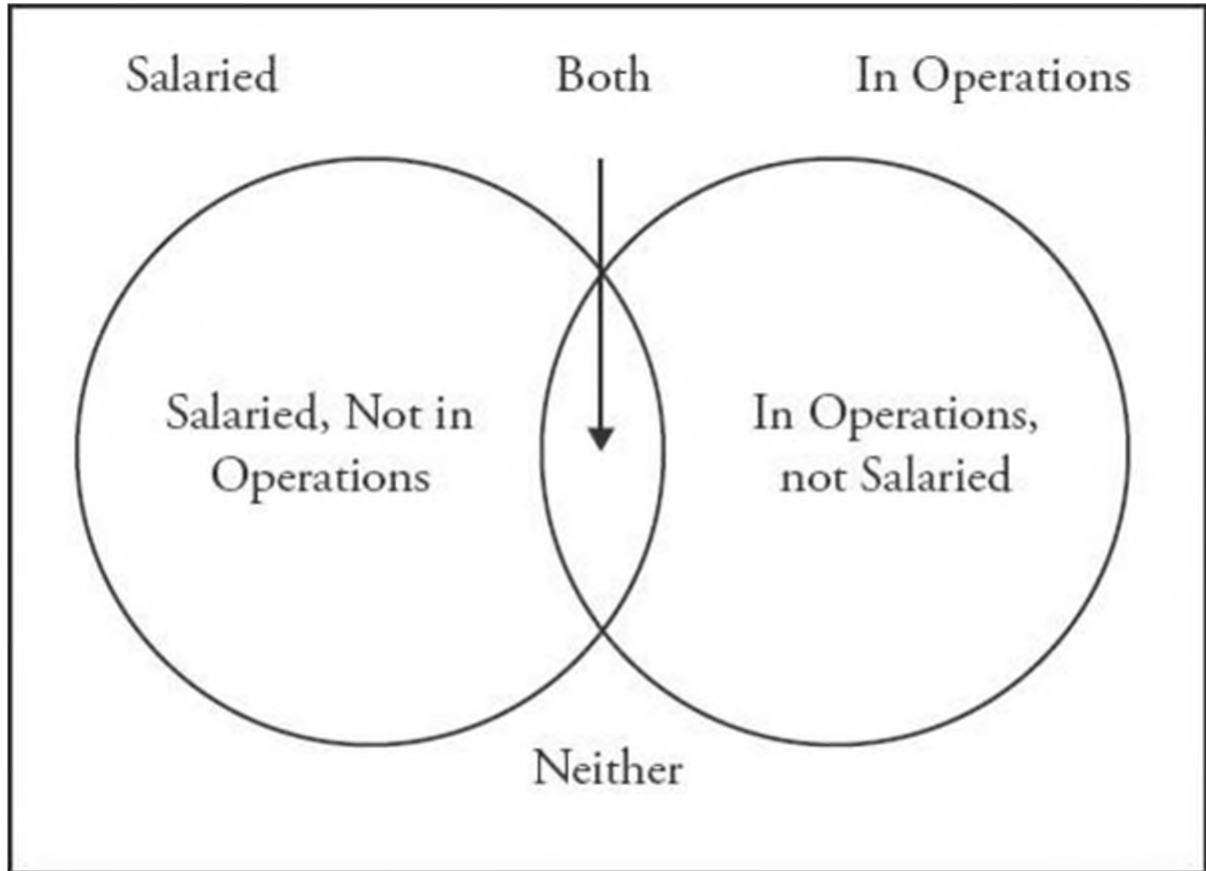 Salaried
Both
In Operations
Salaried, Not in
Operations
In Operations,
not Salaried
Neither